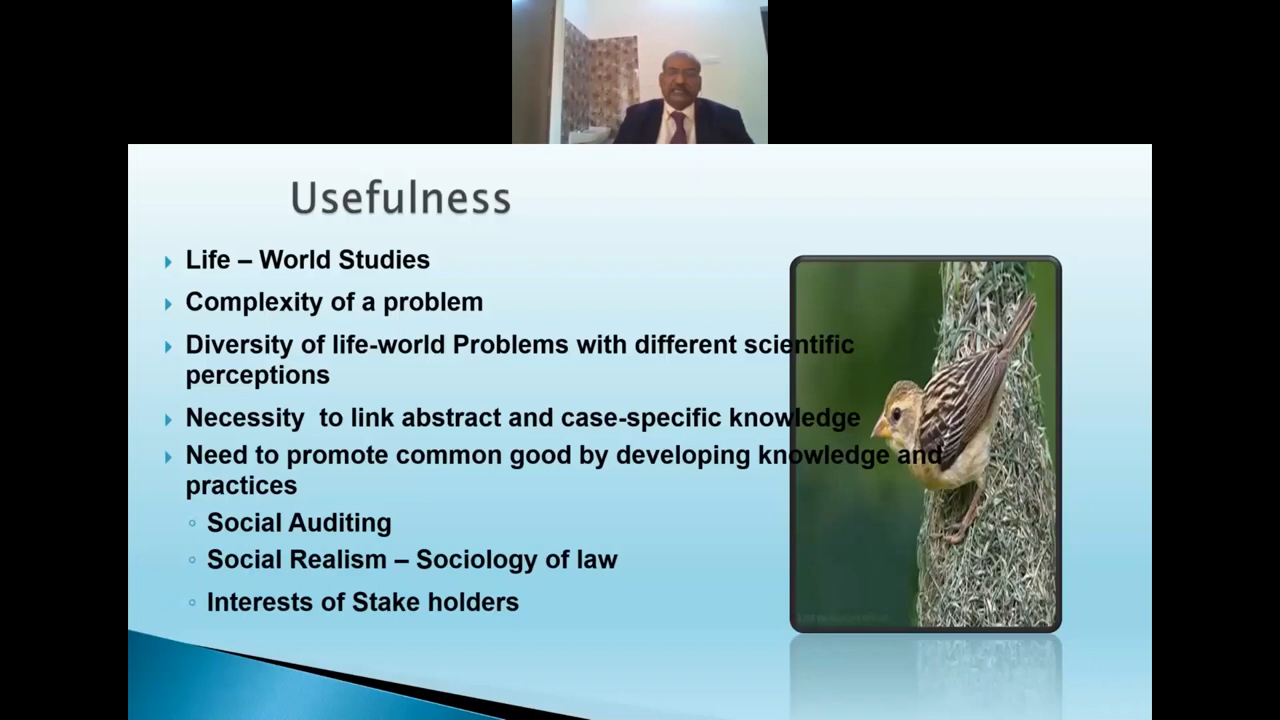 Usefulness
Life – World Studies
Complexity of a problem
Diversity of life-world Problems with different scientific
perceptions
Necessity  to link abstract and case-specific knowledge
Need to promote common good by developing knowledge and
practices
Social Auditing
Social Realism – Sociology of law
Interests of Stake holders